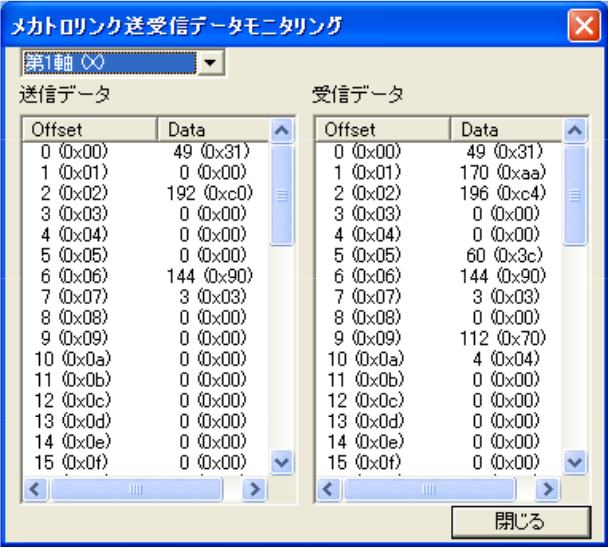 メカトロリンク送受信データモニタリング
第1軸 (X)
送信データ
Offset Data
0 (0x00) 49 (0x31)
1 (0x01) 0 (0x00)
2 (0x02) 192 (0xc0)
3 (0x03) 0 (0x00)
4 (0x04) 0 (0x00)
5 (0x05) 0 (0x00)
6 (0x06) 144 (0x90)
7 (0x07) 3 (0x03)
8 (0x08) 0 (0x00)
9 (0x09) 0 (0x00)
10 (0x0a) 0 (0x00)
11 (0x0b) 0 (0x00)
12 (0x0c) 0 (0x00)
13 (0x0d) 0 (0x00)
14 (0x0e) 0 (0x00)
15 (0x0f) 0 (0x00)
受信データ
Offset Data
0 (0x00) 49 (0x31)
1 (0x01) 170 (0xaa)
2 (0x02) 196 (0xc4)
3 (0x03) 0 (0x00)
4 (0x04) 0 (0x00)
5 (0x05) 60 (0x3c)
6 (0x06) 144 (0x90)
7 (0x07) 3 (0x03)
8 (0x08) 0 (0x00)
9 (0x09) 112 (0x70)
10 (0x0a) 4 (0x04)
11 (0x0b) 0 (0x00)
12 (0x0c) 0 (0x00)
13 (0x0d) 0 (0x00)
14 (0x0e) 0 (0x00)
15 (0x0f) 0 (0x00)
閉じる